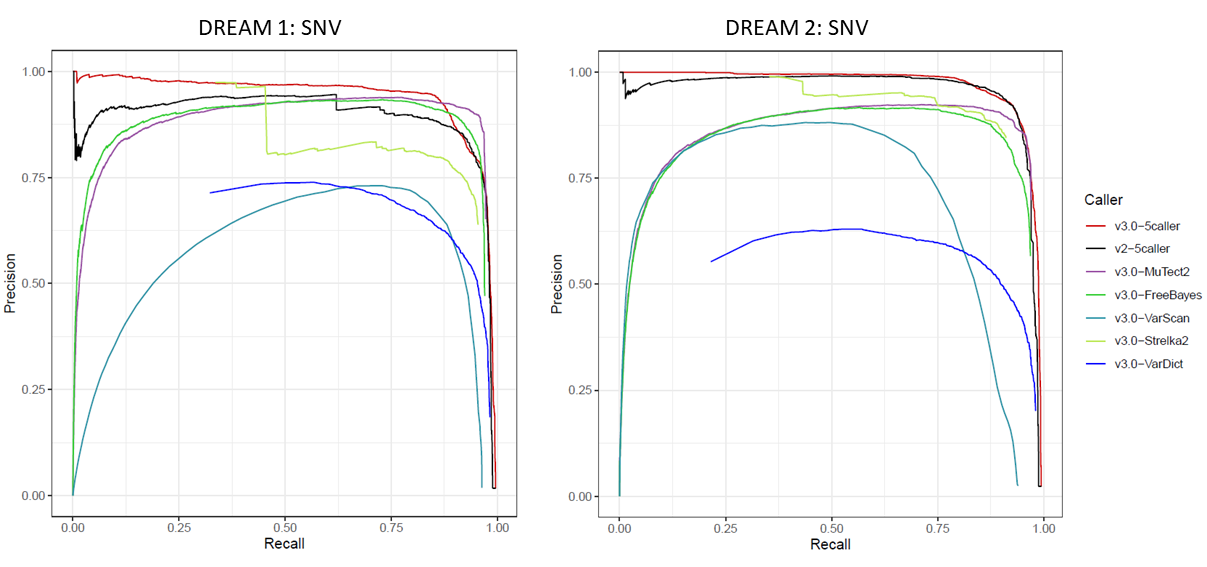 DREAM 1: SNV
DREAM 2: SNV
1.00
0.75
0.50
0.25
0.00
Precision
0.00 0.25 0.50 0.75 1.00
Recall
1.00
0.75
0.50
0.25
0.00
Precision
0.00 0.25 0.50 0.75 1.00
Recall
Caller
v3.0-5caller
v2-5caller
v3.0-MuTect2
v3.0-FreeBayes
v3.0-VarScan
v3.0-Strelka2
v3.0-VarDict